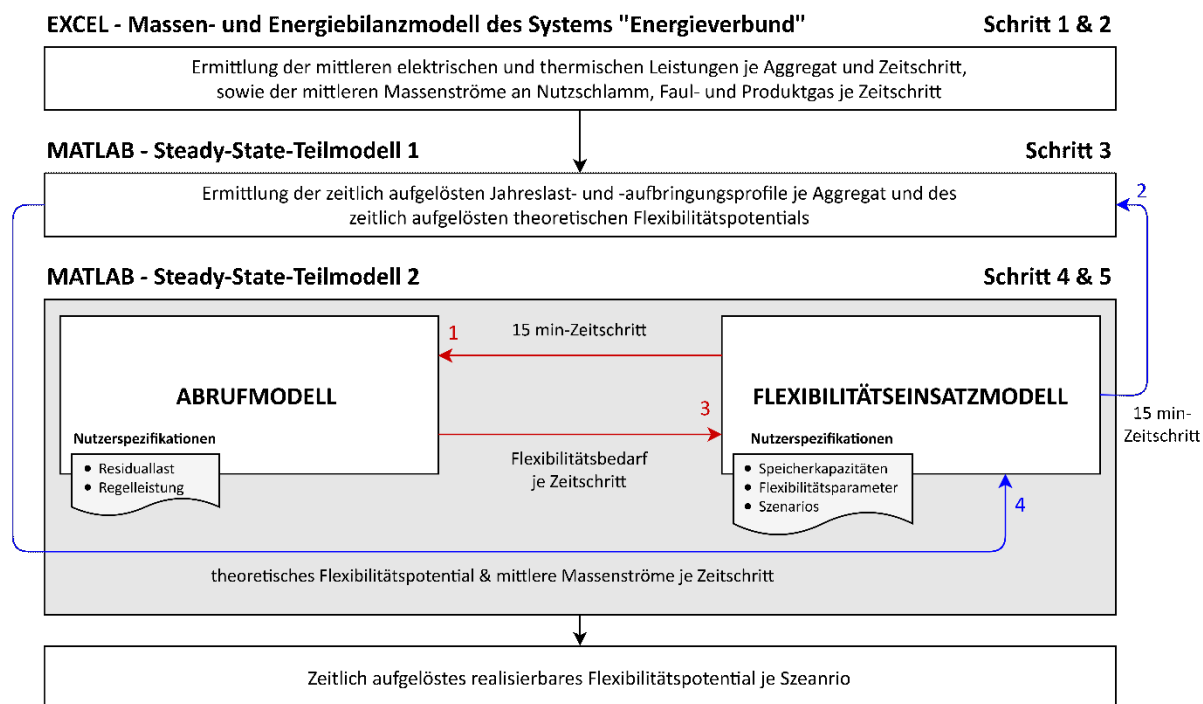 EXCEL - Massen- und Energiebilanzmodell des Systems "Energieverbund" Schritt 1 & 2
Ermittlung der mittleren elektrischen und thermischen Leistungen je Aggregat und Zeitschritt,
sowie der mittleren Massenströme an Nutzschlamm, Faul- und Produktgas je Zeitschritt
MATLAB - Steady-State-Teilmodell 1 Schritt 3
Ermittlung der zeitlich aufgelösten Jahreslast- und -aufbringungsprofile je Aggregat und des
zeitlich aufgelösten theoretischen Flexibilitätspotentials
2
MATLAB - Steady-State-Teilmodell 2 Schritt 4 & 5
1
15 min-Zeitschritt
ABRUFMODELL
FLEXIBILITÄTSEINSATZMODELL
3
15 min-
Zeitschritt
Nutzerspezifikationen
Residuallast
Regelleistung
Flexibilitätsbedarf
je Zeitschritt
Nutzerspezifikationen
Speicherkapazitäten
Flexibilitätsparameter
Szenarios
4
theoretisches Flexibilitätspotential & mittlere Massenströme je Zeitschritt
Zeitlich aufgelöstes realisierbares Flexibilitätspotential je Szeanrio